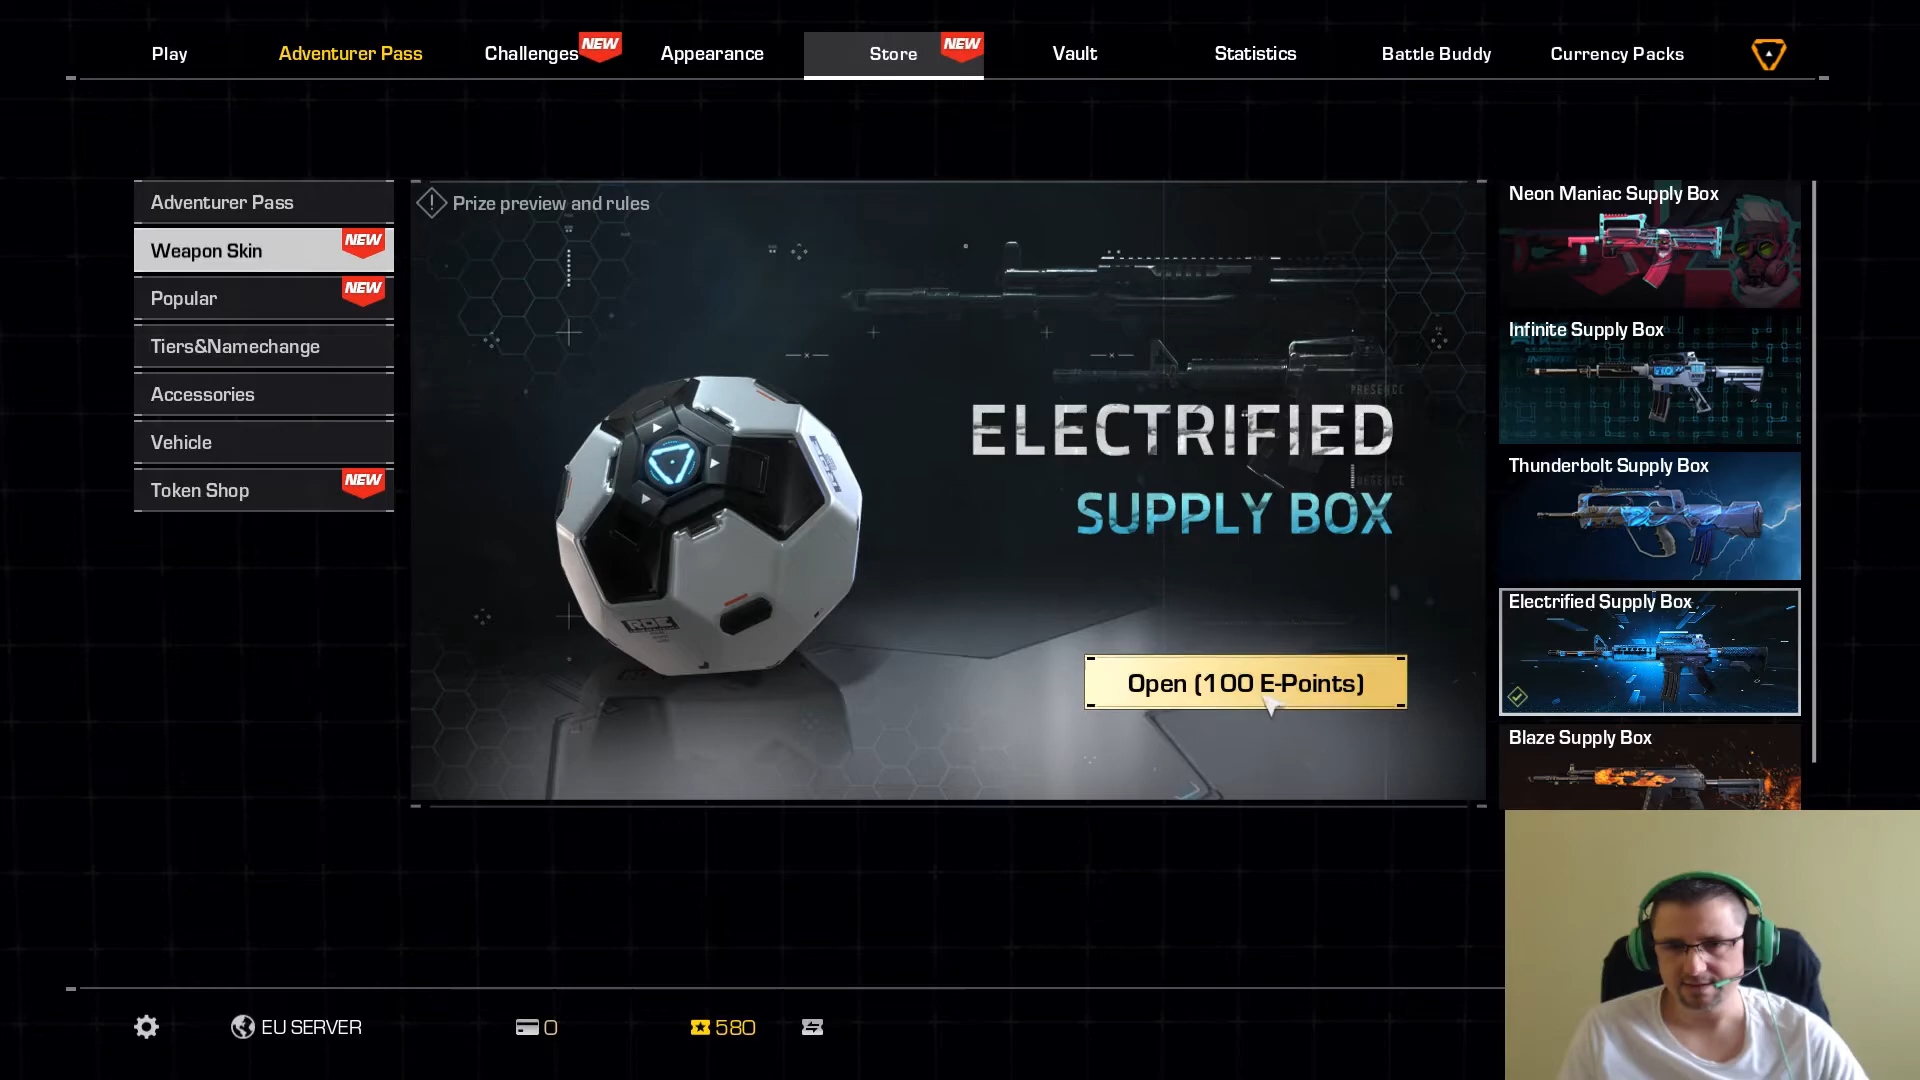 Play
Adventurer Pass
Challenges
NEW
Appearance
Store
NEW
Vault
Statistics
Battle Buddy
Currency Packs
Adventurer Pass
Weapon Skin
NEW
Popular
NEW
Tiers&Namechange
Accessories
Vehicle
Token Shop
NEW
Prize preview and rules
ELECTRIFIED
SUPPLY BOX
PRESENCE
ROE
Open (100 E-Points)
Neon Maniac Supply Box
Infinite Supply Box
Thunderbolt Supply Box
Electrified Supply Box
Blaze Supply Box
EU SERVER
0
580